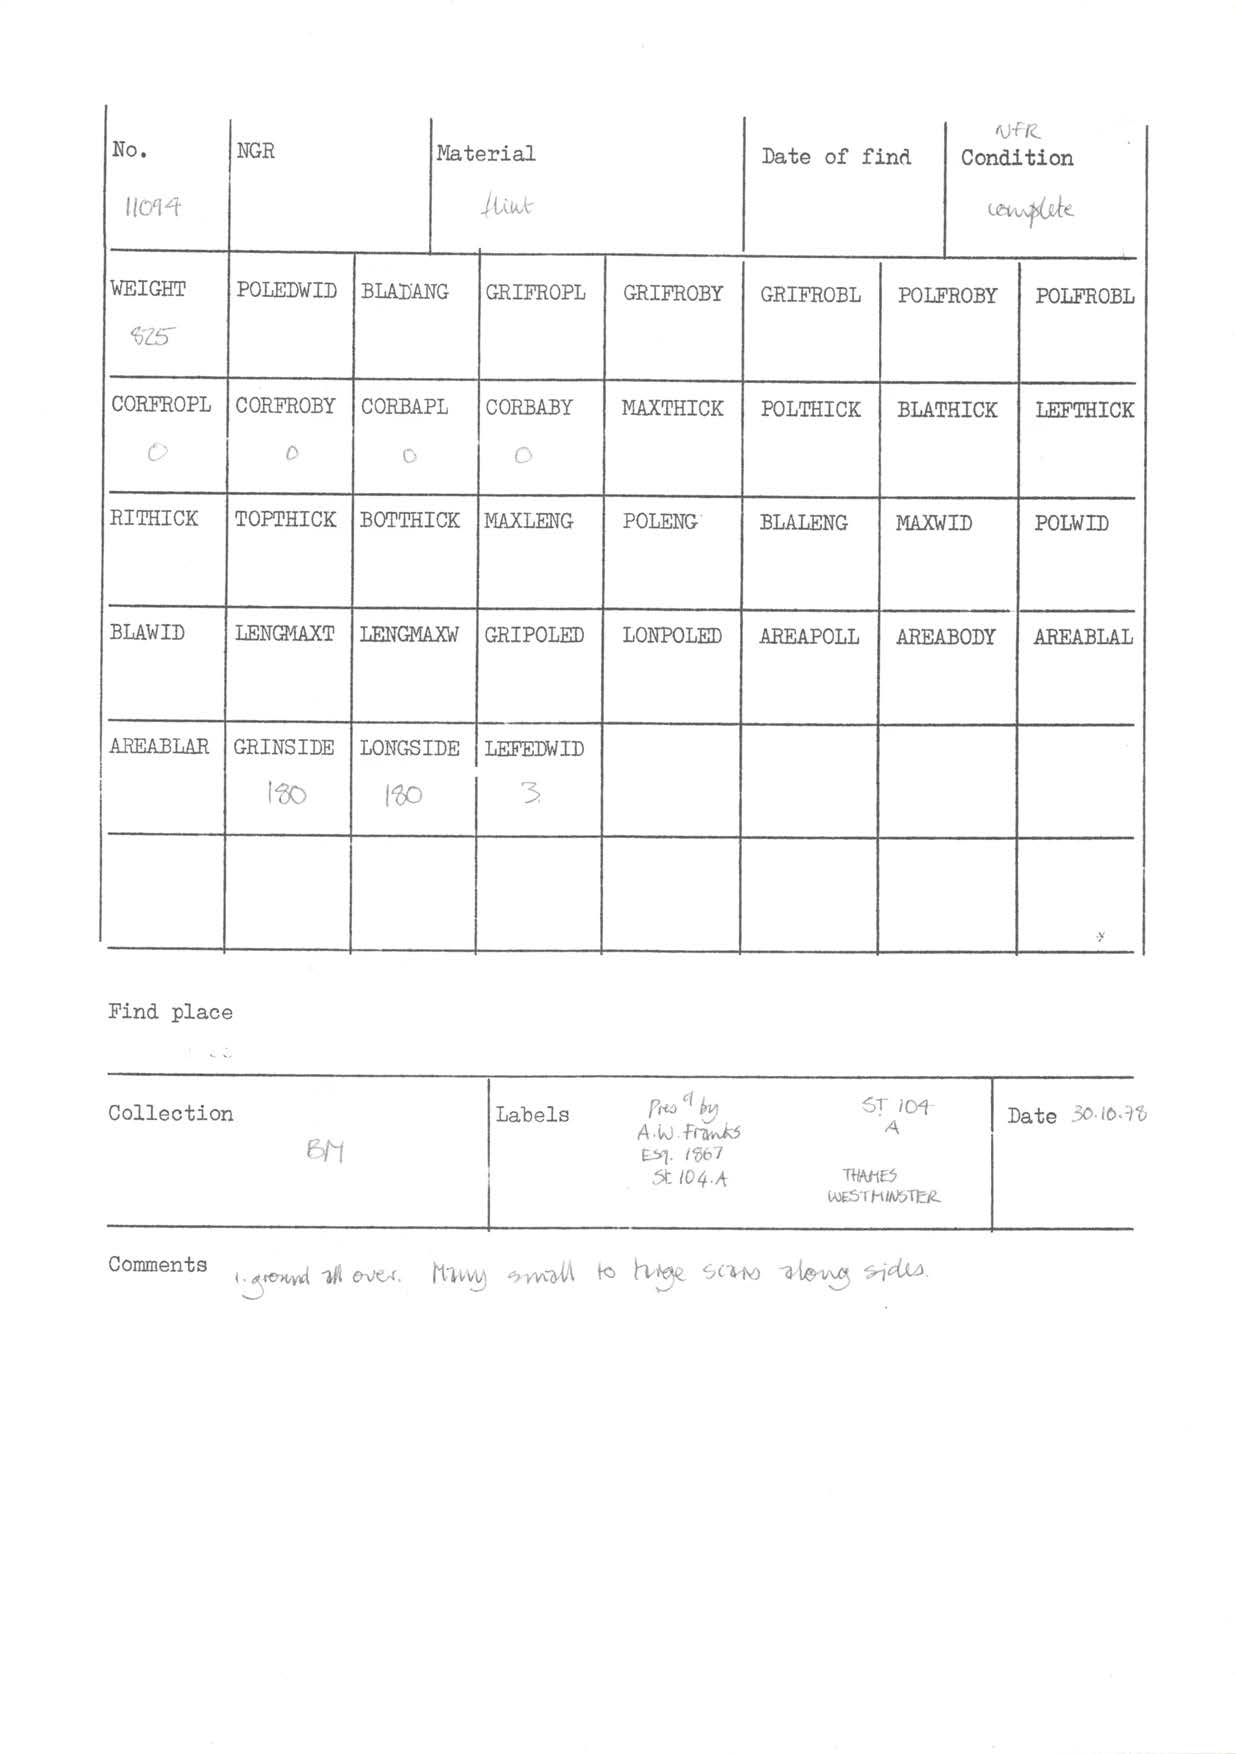 NFR
No. NGR Material Date of find Condition
11094 flint complete
WEIGHT POLEDWID BLADANG GRIFROPL GRIFROBY GRIFROBL POLFROBY POLFROBL
825
CORFROPL CORFROBY CORBAPL CORBABY MAXTHICK POLTHICK BLATHICK LEFTHICK
0 0 0 0
RITHICK TOPTHICK BOTTHICK MAXLENG POLENG BLALENG MAXWID POLWID
BLAWID LENGMAXT LENGMAXW GRIPOLED LONPOLED AREAPOLL AREABODY AREABLAL
AREABLAR GRINSIDE LONGSIDE LEFEDWID
180 180 3
Find place
Collection
BM
Labels
Presd by
A.W. Franks
Esq. 1867
St 104.A
ST 104
A
THAMES
WESTMINSTER
Date 30.10.78
Comments 1. ground all over. Many small to large scars along sides.